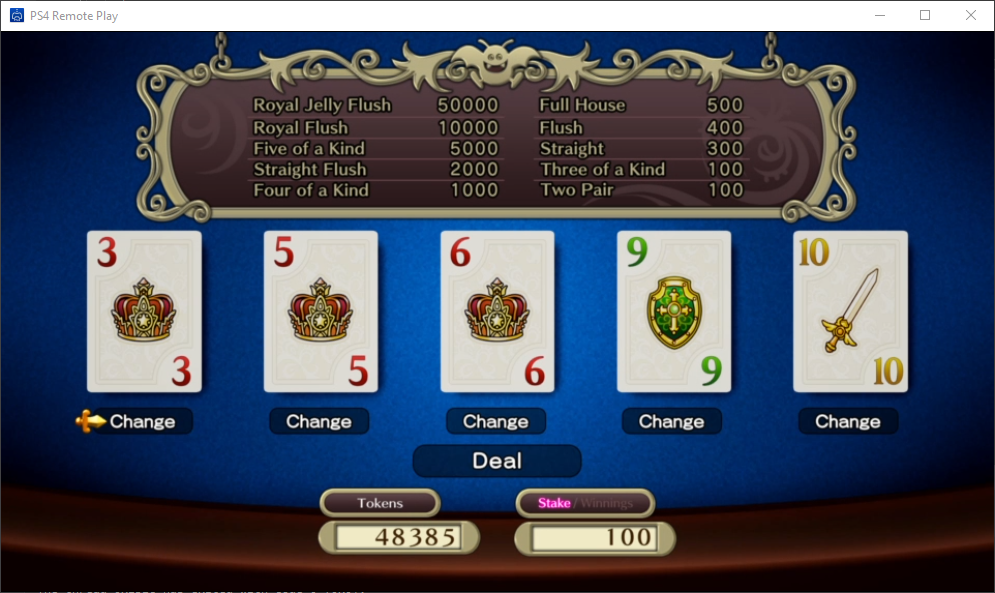 PS4 Remote Play
Royal Jelly Flush 50000 Full House 500
Royal Flush 10000 Flush 400
Five of a Kind 5000 Straight 300
Straight Flush 2000 Three of a Kind 100
Four of a Kind 1000 Two Pair 100
3 5 6 9 10
3 5 6 9 10
Change Change Change Change Change
Deal
Tokens Stake / Winnings
48385 100